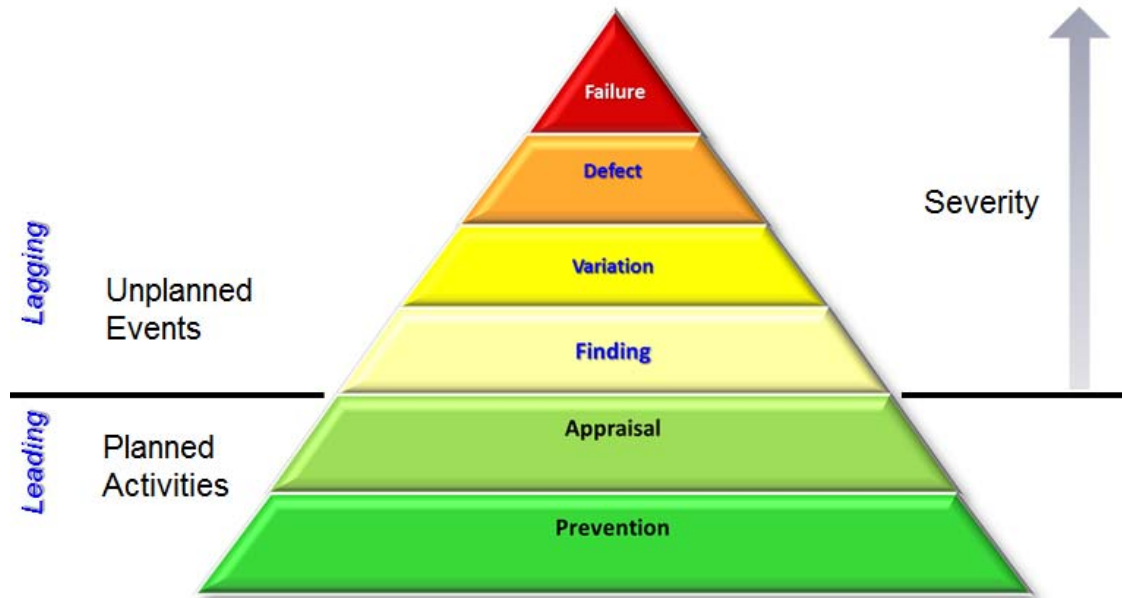 Failure
Defect
Severity
Variation
Lagging
Unplanned
Events
Finding
Appraisal
Leading
Planned
Activities
Prevention